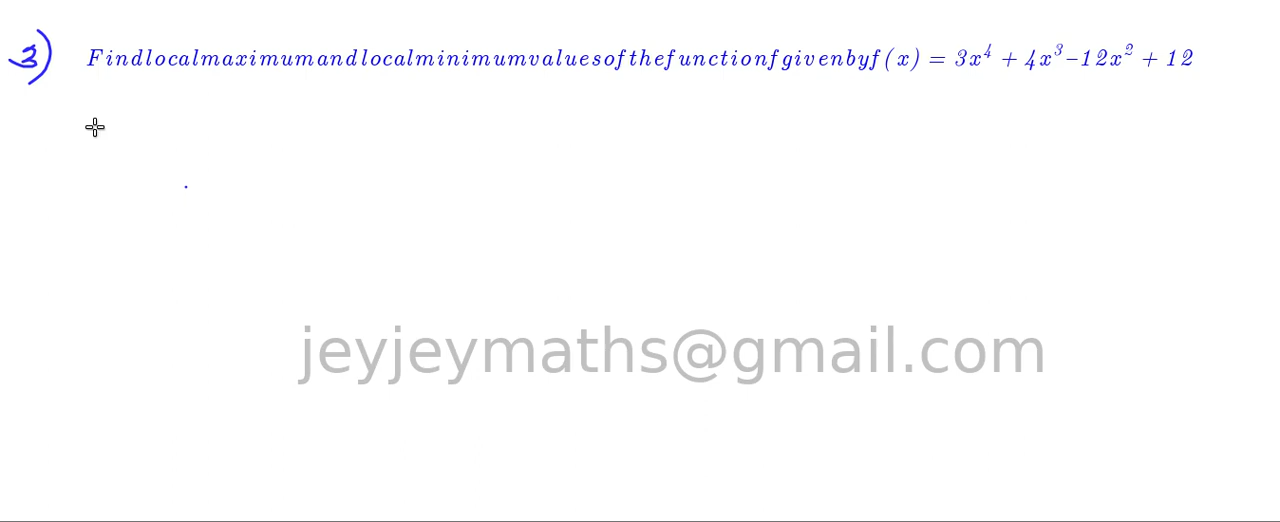 3) Findlocalmaximumandlocalminimumvaluesofthefunctionfgivenbyf(x) = 3x⁴ + 4x³–12x² + 12
jeyjeymaths@gmail.com